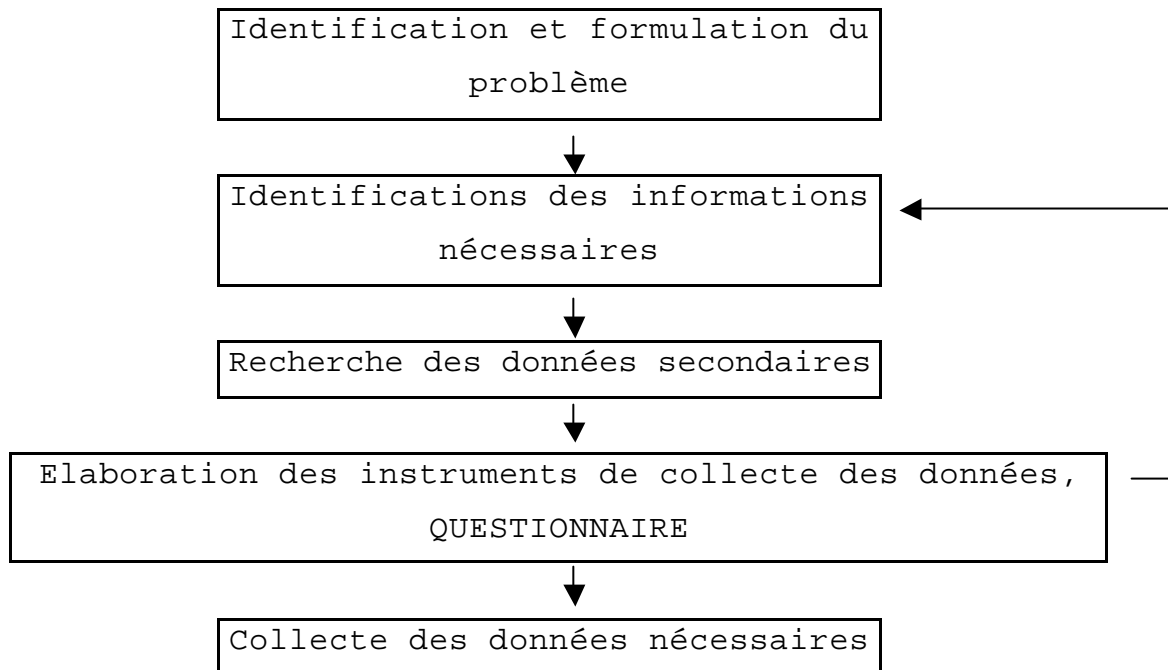 Identification et formulation du
problème
Identifications des informations
nécessaires
Recherche des données secondaires
Elaboration des instruments de collecte des données,
QUESTIONNAIRE
Collecte des données nécessaires